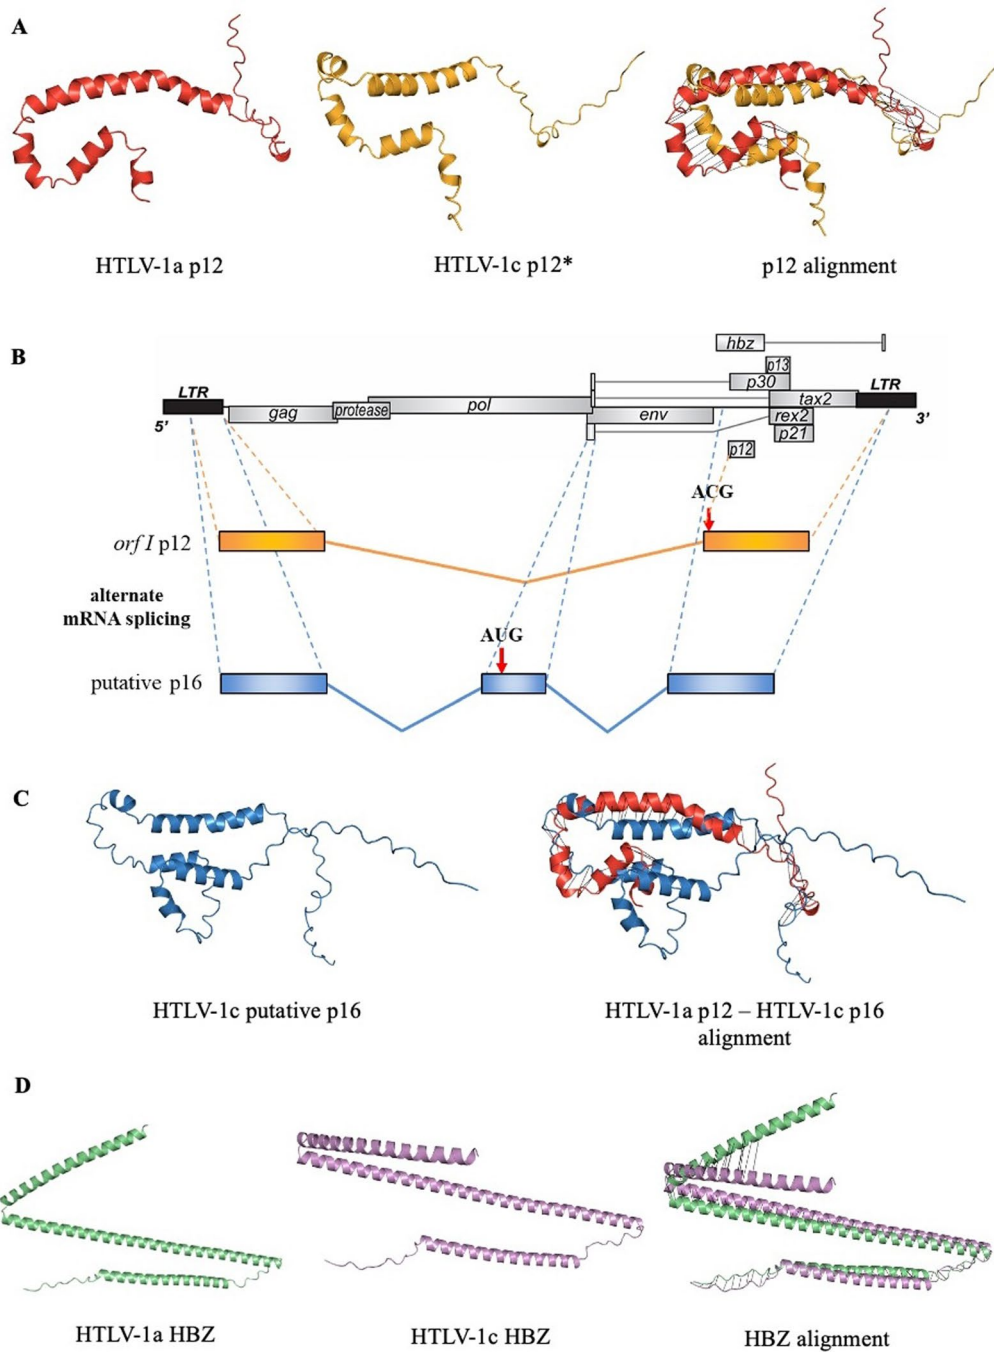 A
HTLV-1a p12
HTLV-1c p12*
p12 alignment
B
hbz
p13
p30
LTR
LTR
tax2
pol
protease
gag
env
rex2
5'
3'
p21
p12
ACG
orf I p12
alternate
mRNA splicing
AUG
putative p16
C
HTLV-1c putative p16
HTLV-1a p12 – HTLV-1c p16
alignment
D
HTLV-1a HBZ
HTLV-1c HBZ
HBZ alignment